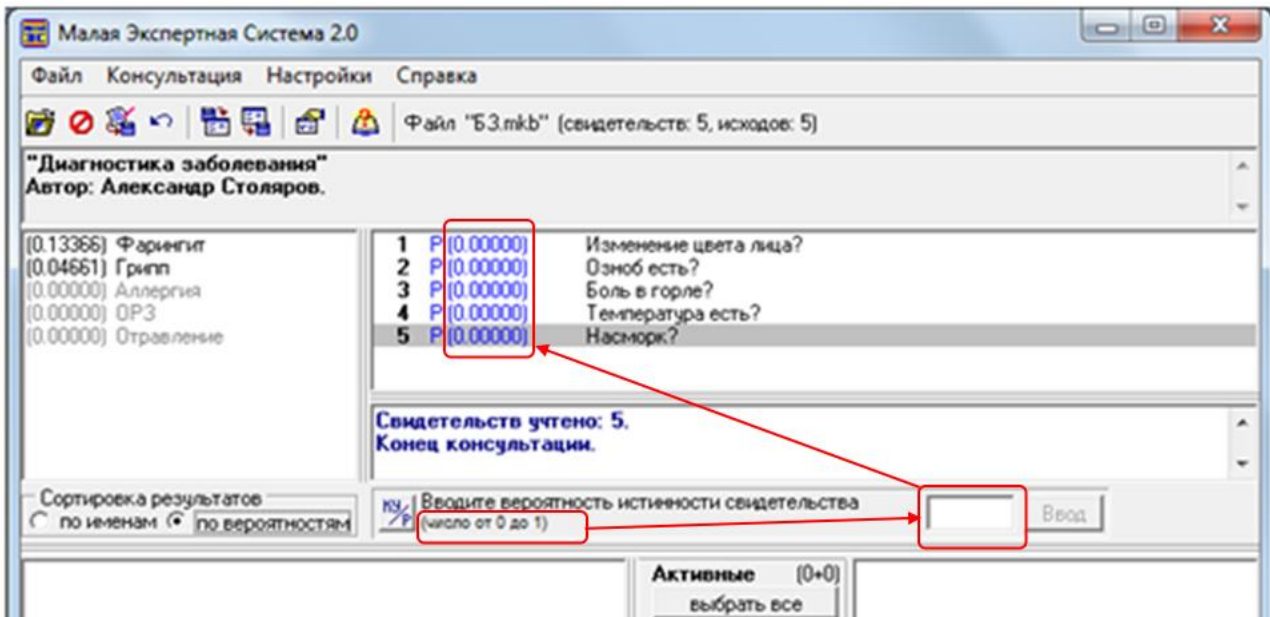 Малая Экспертная Система 2.0
Файл Консультация Настройки Справка
Файл "БЗ.mkb" (свидетельств: 5, исходов: 5)
"Диагностика заболевания"
Автор: Александр Столяров.
(0.13366) Фарингит
(0.04661) Грипп
(0.00000) Аллергия
(0.00000) ОРЗ
(0.00000) Отравление
1 Р (0.00000) Изменение цвета лица?
2 Р (0.00000) Озноб есть?
3 Р (0.00000) Боль в горле?
4 Р (0.00000) Температура есть?
5 Р (0.00000) Насморк?
Свидетельств учтено: 5.
Конец консультации.
Сортировка результатов
по именам по вероятностям
КУ/Р Вводите вероятность истинности свидетельства
(число от 0 до 1)
Ввод
Активные (0+0)
выбрать все